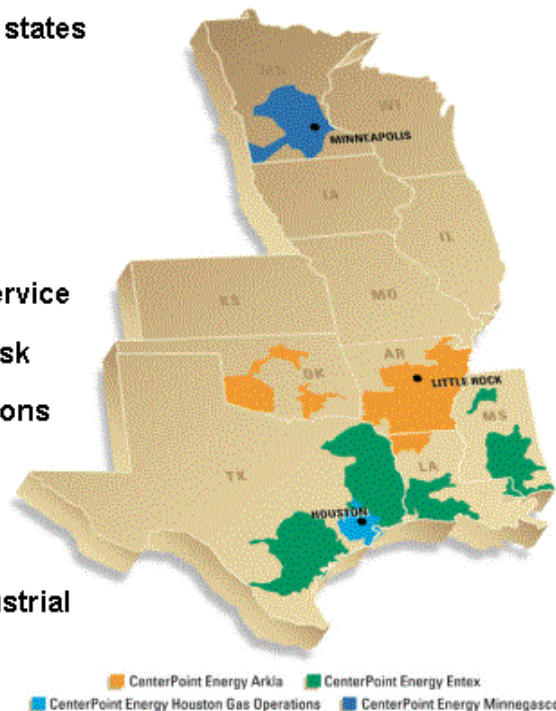 states
MN
WI
MINNEAPOLIS
IA
IL
ervice
KS
MO
sk
OK
AR
LITTLE ROCK
ons
MS
TX
LA
HOUSTON
ustrial
CenterPoint Energy Arkla CenterPoint Energy Entex
CenterPoint Energy Houston Gas Operations CenterPoint Energy Minnegasco